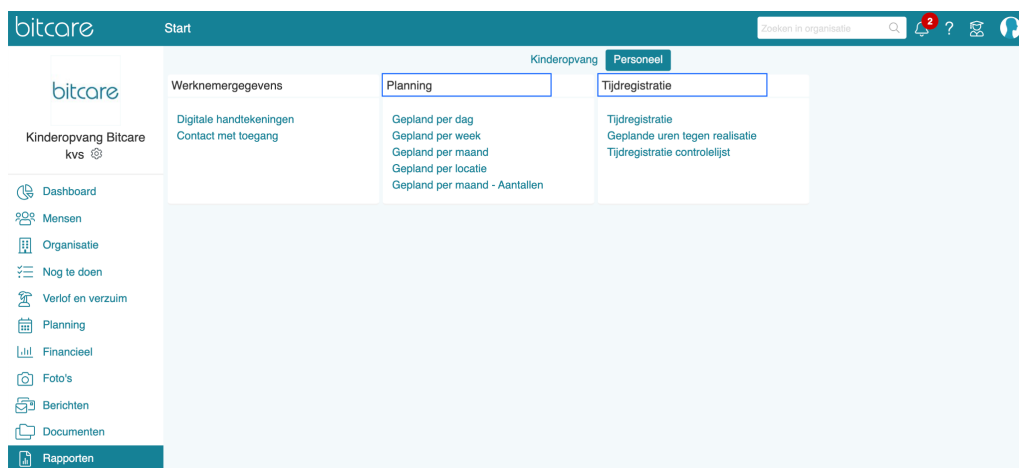 bitcare
Start
Zoeken in organisatie
2
?
bitcare
Kinderopvang Bitcare
kvs
Dashboard
Mensen
Organisatie
Nog te doen
Verlof en verzuim
Planning
Financieel
Foto's
Berichten
Documenten
Rapporten
Kinderopvang Personeel
Werknemergegevens
Digitale handtekeningen
Contact met toegang
Planning
Gepland per dag
Gepland per week
Gepland per maand
Gepland per locatie
Gepland per maand - Aantallen
Tijdregistratie
Tijdregistratie
Geplande uren tegen realisatie
Tijdregistratie controlelijst